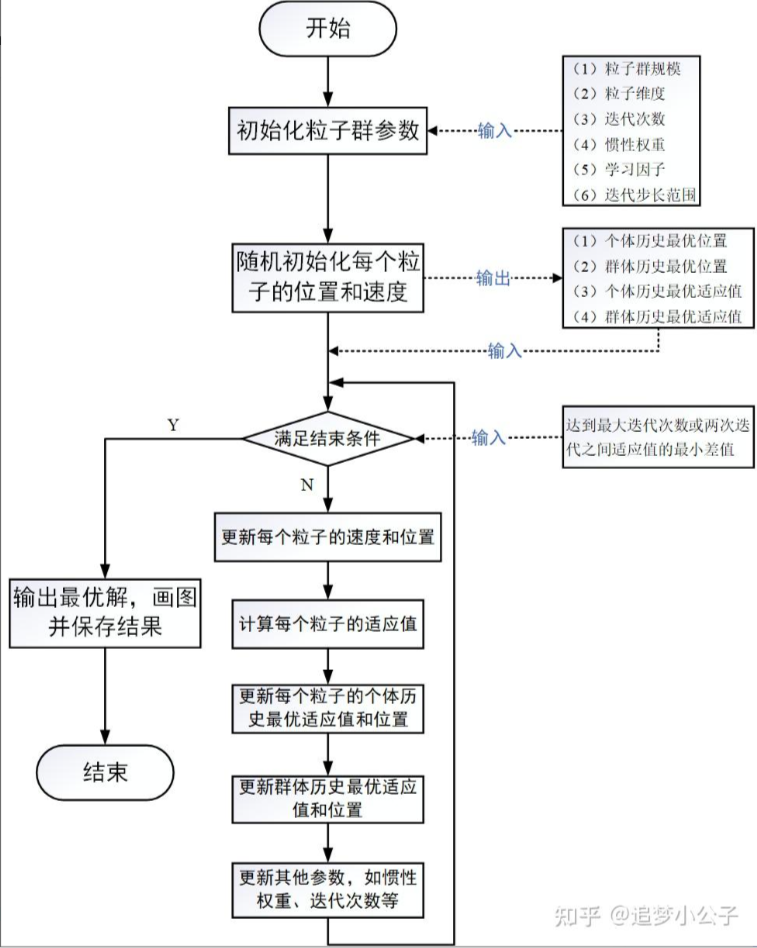 开始
初始化粒子群参数
输入
（1）粒子群规模
（2）粒子维度
（3）迭代次数
（4）惯性权重
（5）学习因子
（6）迭代步长范围
随机初始化每个粒
子的位置和速度
输出
（1）个体历史最优位置
（2）群体历史最优位置
（3）个体历史最优适应值
（4）群体历史最优适应值
输入
Y
满足结束条件
输入
达到最大迭代次数或两次迭
代之间适应值的最小差值
N
更新每个粒子的速度和位置
输出最优解，画图
并保存结果
计算每个粒子的适应值
更新每个粒子的个体历
史最优适应值和位置
结束
更新群体历史最优适应
值和位置
更新其他参数，如惯性
权重、迭代次数等
知乎 @追梦小公子